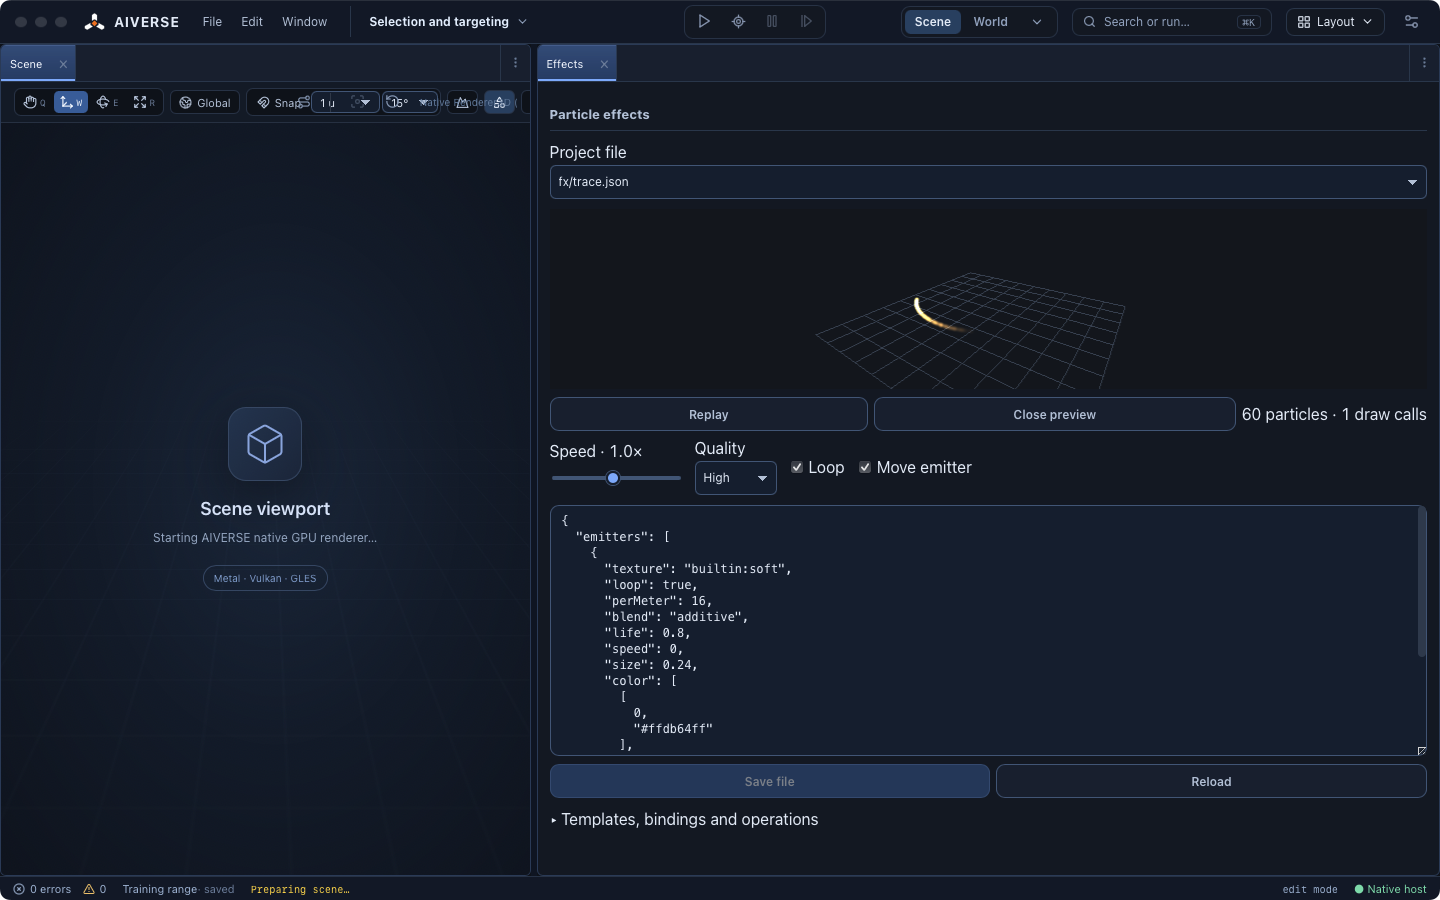 AIVERSE File Edit Window Selection and targeting Scene World Search or run... ⌘K Layout
Scene
Effects
Q W E R Global Snap 1 u 15°
Particle effects
Project file
fx/trace.json
Replay Close preview 60 particles · 1 draw calls
Speed · 1.0×
Quality
High
Loop Move emitter
{
"emitters": [
{
"texture": "builtin:soft",
"loop": true,
"perMeter": 16,
"blend": "additive",
"life": 0.8,
"speed": 0,
"size": 0.24,
"color": [
[
0,
"#ffdb64ff"
],
Save file Reload
Templates, bindings and operations
Scene viewport
Starting AIVERSE native GPU renderer...
Metal · Vulkan · GLES
0 errors 0 Training range · saved Preparing scene… edit mode Native host